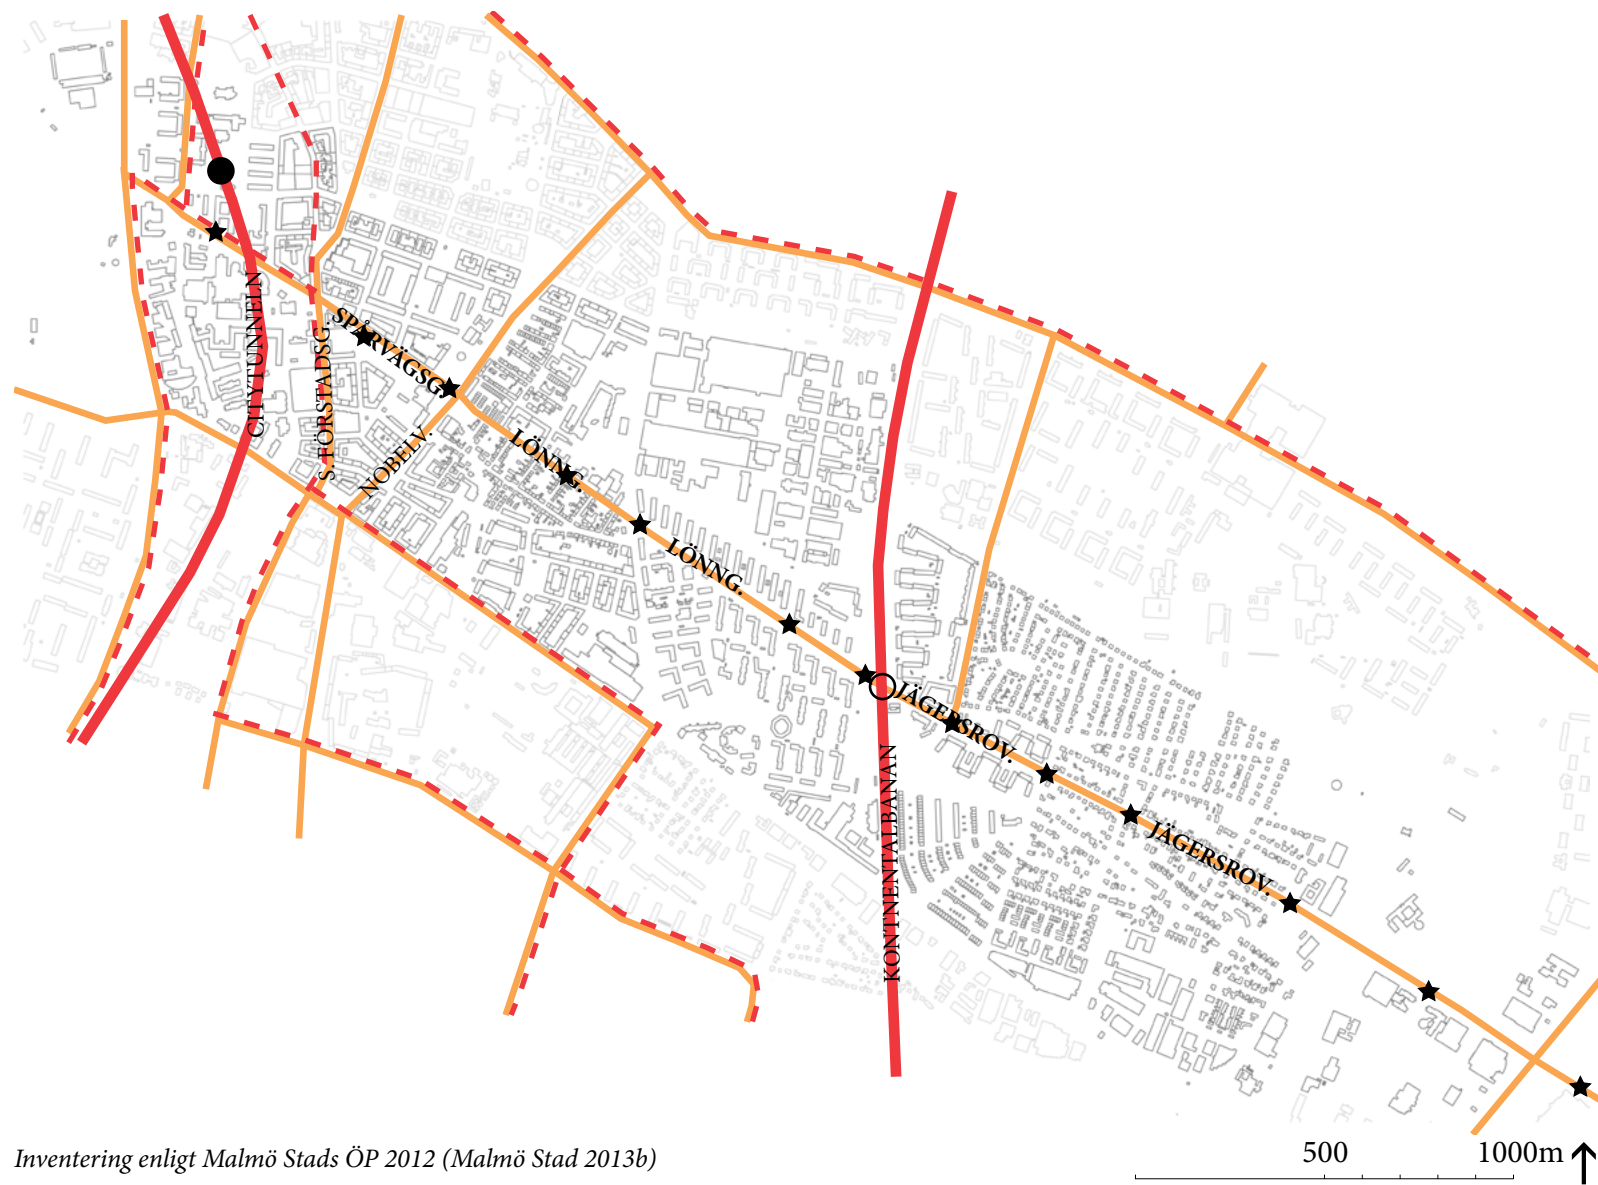 CITYTUNNELN
S. FÖRSTADSG.
SPÅRVÄGSG.
NOBELV.
LÖNNG.
LÖNNG.
JÄGERSROV.
KONTINENTALBANAN
JÄGERSROV.
Inventering enligt Malmö Stads ÖP 2012 (Malmö Stad 2013b)
500 1000m